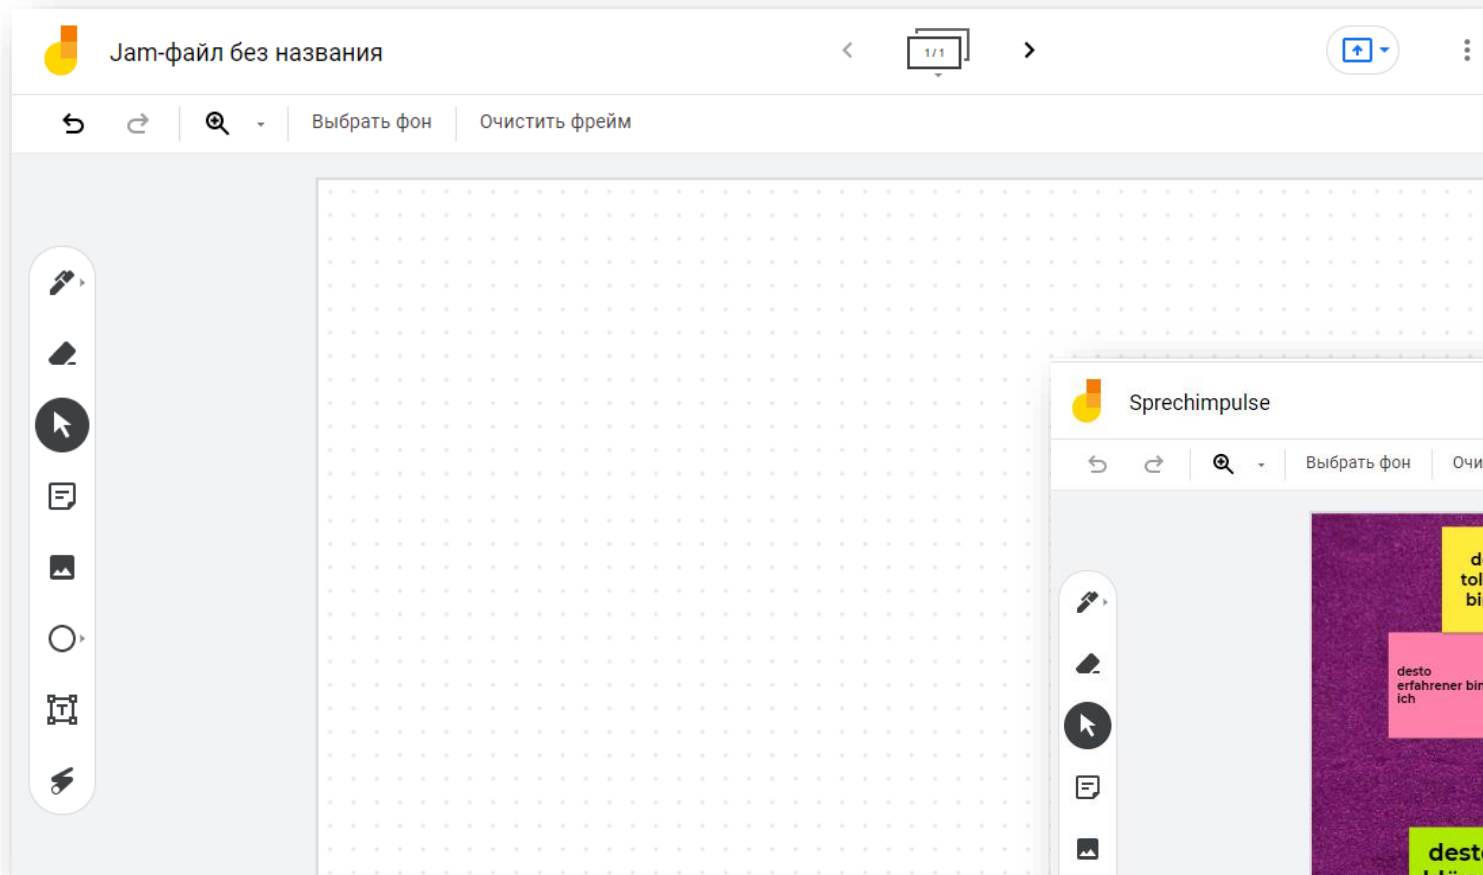 Jam-файл без названия
1/1
Выбрать фон
Очистить фрейм
Sprechimpulse
Выбрать фон
desto
erfahrener
ich